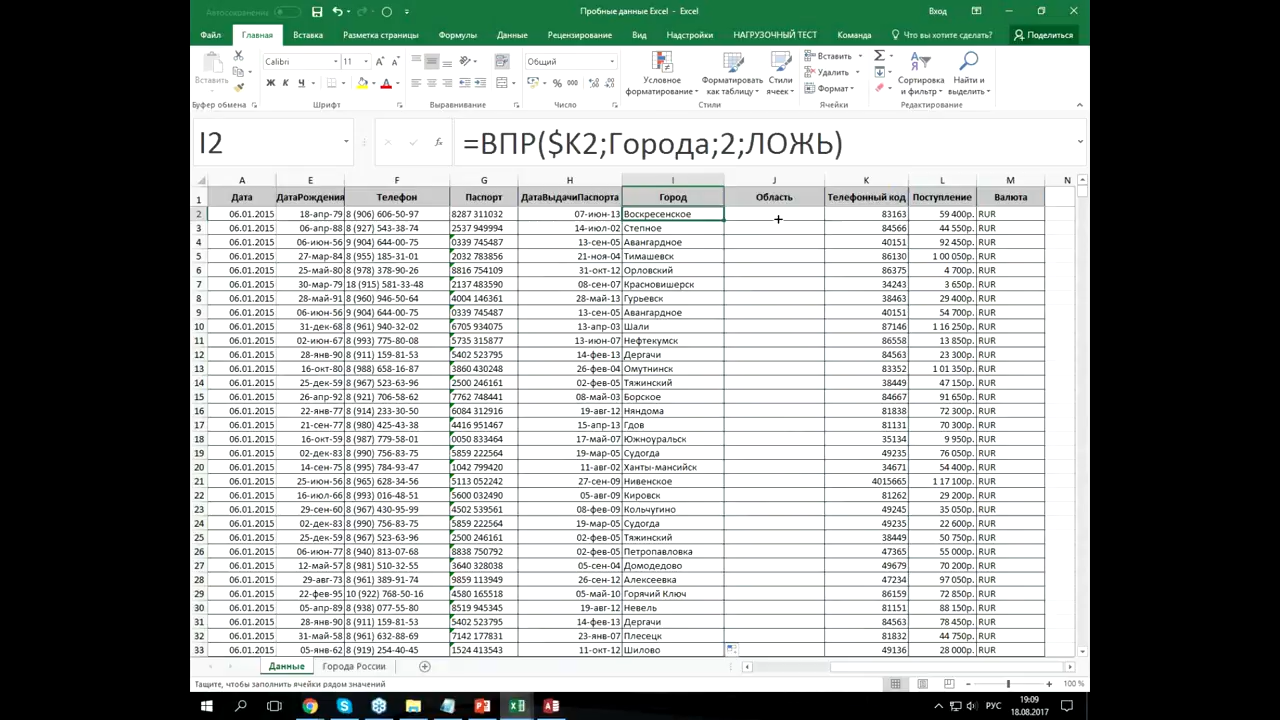 Автосохранение
Пробные данные Excel - Excel
Вход
Файл Главная Вставка Разметка страницы Формулы Данные Рецензирование Вид Надстройки НАГРУЗОЧНЫЙ ТЕСТ Команда Что вы хотите сделать? Поделиться
Вставить
Calibri 11
Ж К Ч
Общий
% 000
Условное форматирование
Форматировать как таблицу
Стили ячеек
Вставить
Удалить
Формат
Сортировка и фильтр
Найти и выделить
Буфер обмена Шрифт Выравнивание Число Стили Ячейки Редактирование
I2 fx =ВПР($K2;Города;2;ЛОЖЬ)
A E F G H I J K L M N
1 Дата ДатаРождения Телефон Паспорт ДатаВыдачиПаспорта Город Область Телефонный код Поступление Валюта
2 06.01.2015 18-апр-79 8 (906) 606-50-97 8287 311032 07-июн-13 Воскресенское 83163 59 400р. RUR
3 06.01.2015 06-апр-88 8 (927) 543-38-74 2537 949994 14-июл-02 Степное 84566 44 550р. RUR
4 06.01.2015 06-июн-56 9 (904) 644-00-75 0339 745487 13-сен-05 Авангардное 40151 92 450р. RUR
5 06.01.2015 27-мар-84 8 (955) 185-31-01 2032 783856 21-ноя-04 Тимашевск 86130 1 00 050р. RUR
6 06.01.2015 25-май-80 8 (978) 378-90-26 8816 754109 31-окт-12 Орловский 86375 4 700р. RUR
7 06.01.2015 30-мар-79 18 (915) 581-33-48 2137 483590 08-сен-07 Красновишерск 34243 3 650р. RUR
8 06.01.2015 28-май-91 8 (960) 946-50-64 4004 146361 28-май-13 Гурьевск 38463 29 400р. RUR
9 06.01.2015 06-июн-56 9 (904) 644-00-75 0339 745487 13-сен-05 Авангардное 40151 54 700р. RUR
10 06.01.2015 31-дек-68 8 (961) 940-32-02 6705 934075 13-апр-03 Шали 87146 1 16 250р. RUR
11 06.01.2015 02-июн-67 8 (993) 775-80-08 5735 315877 13-июн-07 Нефтекумск 86558 13 850р. RUR
12 06.01.2015 28-янв-90 8 (911) 159-81-53 5402 523795 14-фев-13 Дергачи 84563 23 300р. RUR
13 06.01.2015 16-окт-80 8 (988) 658-16-87 3860 430248 26-фев-04 Омутнинск 83352 1 01 350р. RUR
14 06.01.2015 25-дек-59 8 (967) 523-63-96 2500 246161 02-фев-05 Тяжинский 38449 47 150р. RUR
15 06.01.2015 26-апр-92 8 (921) 706-58-62 7762 748441 08-май-03 Борское 84667 91 650р. RUR
16 06.01.2015 22-янв-77 8 (914) 233-30-50 6084 312916 19-авг-12 Няндома 81838 72 300р. RUR
17 06.01.2015 21-сен-77 8 (980) 425-43-38 4416 951467 15-апр-13 Гдов 81131 70 300р. RUR
18 06.01.2015 16-окт-59 8 (987) 779-58-01 0050 833464 17-май-07 Южноуральск 35134 9 950р. RUR
19 06.01.2015 02-дек-83 8 (990) 756-83-75 5859 222564 19-мар-05 Судогда 49235 76 050р. RUR
20 06.01.2015 14-сен-75 8 (995) 784-93-47 1042 799420 11-авг-02 Ханты-мансийск 34671 54 400р. RUR
21 06.01.2015 25-июн-56 8 (965) 628-34-56 5113 052242 27-сен-09 Нивенское 4015665 1 17 100р. RUR
22 06.01.2015 16-июл-66 8 (993) 016-48-51 5600 032490 05-авг-09 Кировск 81262 29 200р. RUR
23 06.01.2015 29-сен-60 8 (967) 430-95-99 4502 539561 08-фев-09 Кольчугино 49245 35 050р. RUR
24 06.01.2015 02-дек-83 8 (990) 756-83-75 5859 222564 19-мар-05 Судогда 49235 22 600р. RUR
25 06.01.2015 25-дек-59 8 (967) 523-63-96 2500 246161 02-фев-05 Тяжинский 38449 50 750р. RUR
26 06.01.2015 06-июн-77 8 (940) 813-07-68 8838 750792 02-фев-05 Петропавловка 47365 55 000р. RUR
27 06.01.2015 12-май-57 8 (981) 510-32-55 3640 328038 05-сен-04 Домодедово 49679 70 200р. RUR
28 06.01.2015 29-авг-73 8 (961) 389-91-74 9859 113949 26-сен-12 Алексеевка 47234 97 050р. RUR
29 06.01.2015 22-фев-95 10 (922) 768-50-16 4580 165518 05-май-10 Горячий Ключ 86159 72 850р. RUR
30 06.01.2015 05-апр-89 8 (938) 077-55-80 8519 945345 19-авг-12 Невель 81151 88 150р. RUR
31 06.01.2015 28-янв-90 8 (911) 159-81-53 5402 523795 14-фев-13 Дергачи 84563 78 450р. RUR
32 06.01.2015 31-май-58 8 (961) 632-88-69 7142 177831 23-янв-07 Плесецк 81832 44 750р. RUR
33 06.01.2015 05-янв-62 8 (919) 254-40-45 1524 413543 11-окт-12 Шилово 49136 28 000р. RUR
Данные Города России
Тащите, чтобы заполнить ячейки рядом значений 100 %
РУС 19:09
18.08.2017